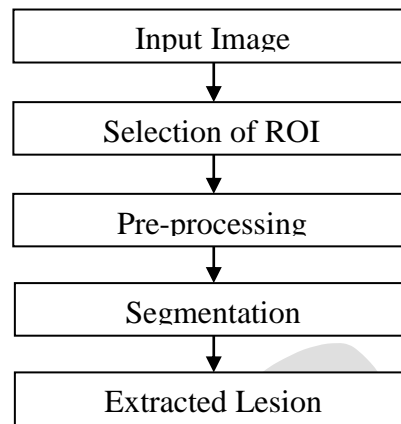 Input Image
Selection of ROI
Pre-processing
Segmentation
Extracted Lesion